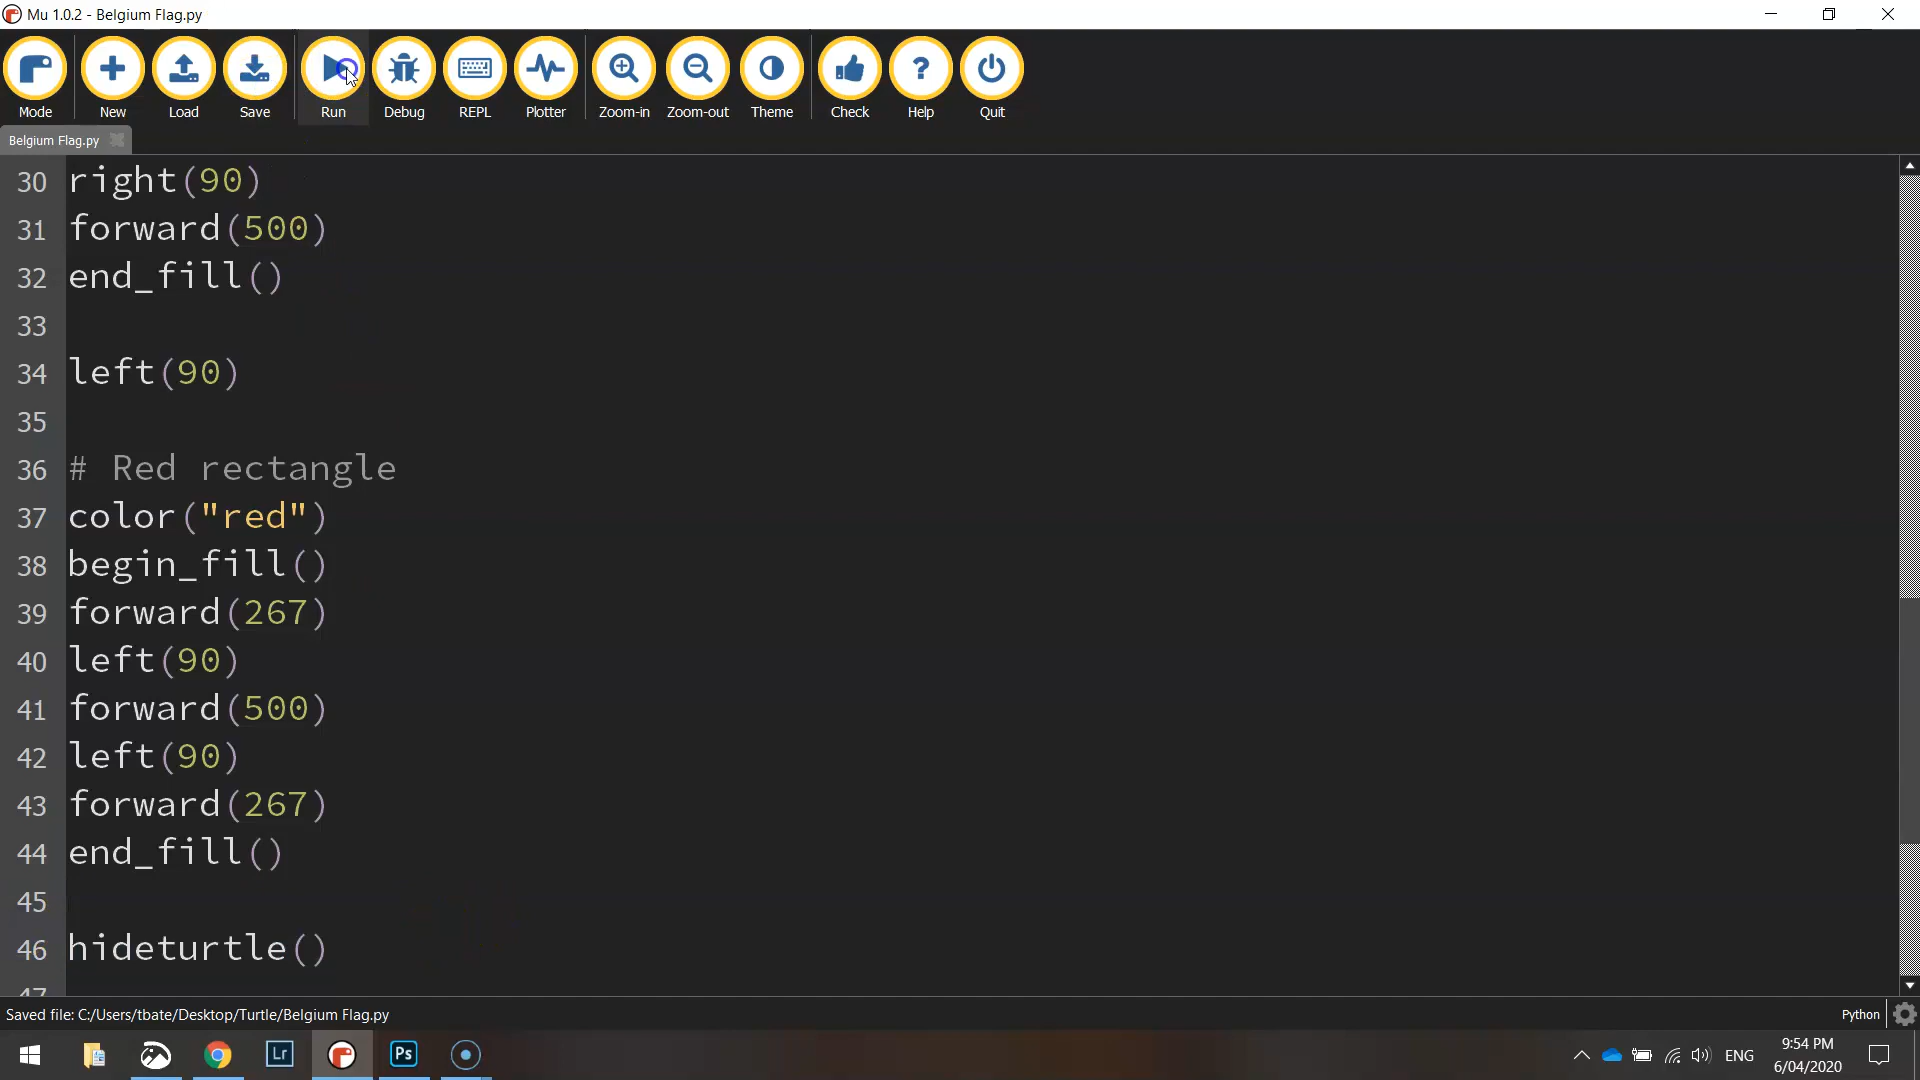 Mu 1.0.2 - Belgium Flag.py
Mode New Load Save Run Debug REPL Plotter Zoom-in Zoom-out Theme Check Help Quit
Belgium Flag.py
30 right(90)
31 forward(500)
32 end_fill()
33
34 left(90)
35
36 # Red rectangle
37 color("red")
38 begin_fill()
39 forward(267)
40 left(90)
41 forward(500)
42 left(90)
43 forward(267)
44 end_fill()
45
46 hideturtle()
47
Saved file: C:/Users/tbate/Desktop/Turtle/Belgium Flag.py
Python
Lr Ps ENG
9:54 PM
6/04/2020